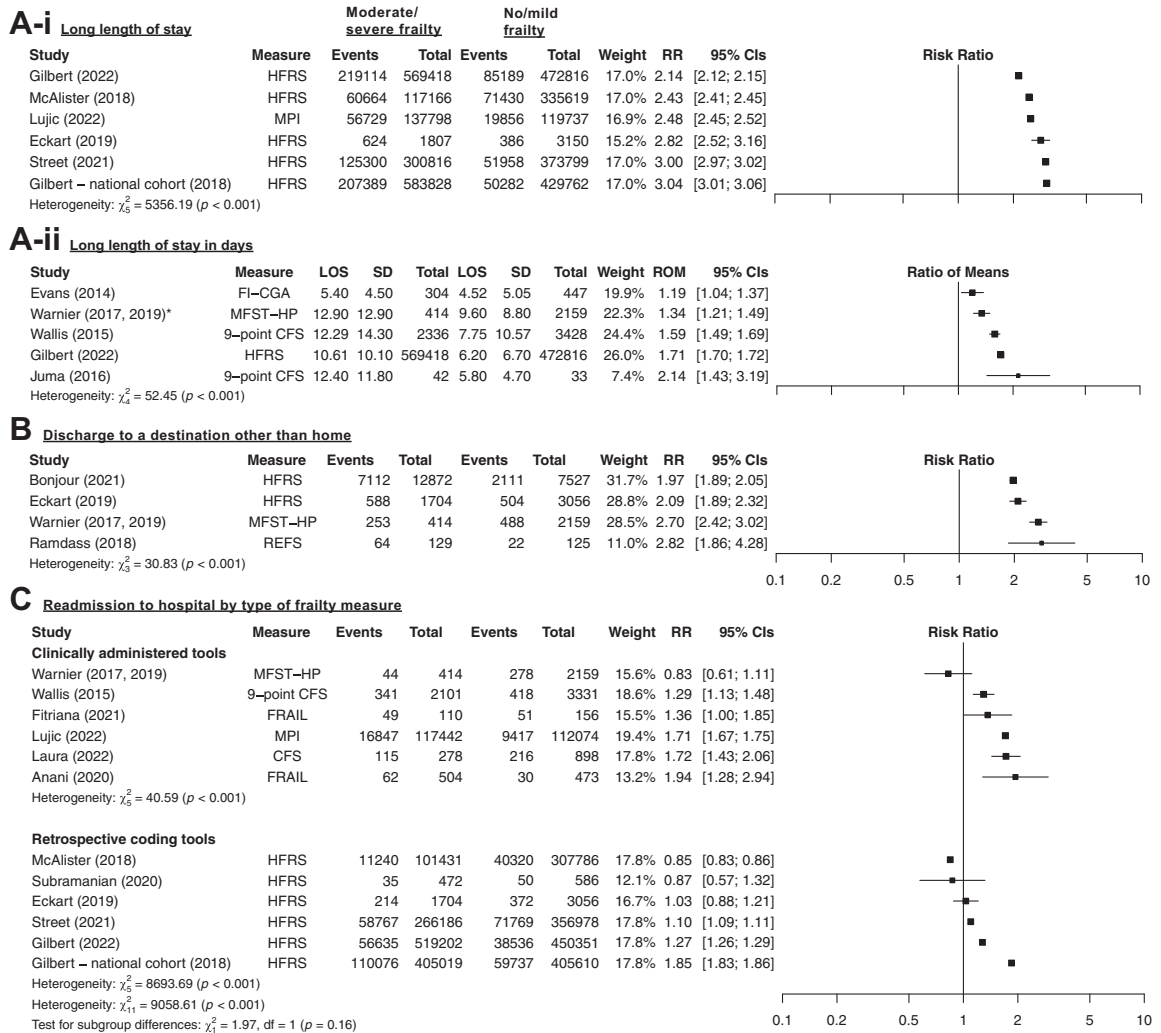 A-i Long length of stay
Moderate/ No/mild
severe frailty frailty
Study Measure Events Total Events Total Weight RR 95% CIs Risk Ratio
Gilbert (2022) HFRS 219114 569418 85189 472816 17.0% 2.14 [2.12; 2.15]
McAlister (2018) HFRS 60664 117166 71430 335619 17.0% 2.43 [2.41; 2.45]
Lujic (2022) MPI 56729 137798 19856 119737 16.9% 2.48 [2.45; 2.52]
Eckart (2019) HFRS 624 1807 386 3150 15.2% 2.82 [2.52; 3.16]
Street (2021) HFRS 125300 300816 51958 373799 17.0% 3.00 [2.97; 3.02]
Gilbert – national cohort (2018) HFRS 207389 583828 50282 429762 17.0% 3.04 [3.01; 3.06]
Heterogeneity: χ²₅ = 5356.19 (p < 0.001)
0.1 0.2 0.5 1 2 5 10
A-ii Long length of stay in days
Study Measure LOS SD Total LOS SD Total Weight ROM 95% CIs Ratio of Means
Evans (2014) FI-CGA 5.40 4.50 304 4.52 5.05 447 19.9% 1.19 [1.04; 1.37]
Warnier (2017, 2019)* MFST–HP 12.90 12.90 414 9.60 8.80 2159 22.3% 1.34 [1.21; 1.49]
Wallis (2015) 9–point CFS 12.29 14.30 2336 7.75 10.57 3428 24.4% 1.59 [1.49; 1.69]
Gilbert (2022) HFRS 10.61 10.10 569418 6.20 6.70 472816 26.0% 1.71 [1.70; 1.72]
Juma (2016) 9–point CFS 12.40 11.80 42 5.80 4.70 33 7.4% 2.14 [1.43; 3.19]
Heterogeneity: χ²₄ = 52.45 (p < 0.001)
0.1 0.2 0.5 1 2 5 10
B Discharge to a destination other than home
Study Measure Events Total Events Total Weight RR 95% CIs Risk Ratio
Bonjour (2021) HFRS 7112 12872 2111 7527 31.7% 1.97 [1.89; 2.05]
Eckart (2019) HFRS 588 1704 504 3056 28.8% 2.09 [1.89; 2.32]
Warnier (2017, 2019) MFST–HP 253 414 488 2159 28.5% 2.70 [2.42; 3.02]
Ramdass (2018) REFS 64 129 22 125 11.0% 2.82 [1.86; 4.28]
Heterogeneity: χ²₃ = 30.83 (p < 0.001)
0.1 0.2 0.5 1 2 5 10
C Readmission to hospital by type of frailty measure
Study Measure Events Total Events Total Weight RR 95% CIs Risk Ratio
Clinically administered tools
Warnier (2017, 2019) MFST–HP 44 414 278 2159 15.6% 0.83 [0.61; 1.11]
Wallis (2015) 9–point CFS 341 2101 418 3331 18.6% 1.29 [1.13; 1.48]
Fitriana (2021) FRAIL 49 110 51 156 15.5% 1.36 [1.00; 1.85]
Lujic (2022) MPI 16847 117442 9417 112074 19.4% 1.71 [1.67; 1.75]
Laura (2022) CFS 115 278 216 898 17.8% 1.72 [1.43; 2.06]
Anani (2020) FRAIL 62 504 30 473 13.2% 1.94 [1.28; 2.94]
Heterogeneity: χ²₅ = 40.59 (p < 0.001)
Retrospective coding tools
McAlister (2018) HFRS 11240 101431 40320 307786 17.8% 0.85 [0.83; 0.86]
Subramanian (2020) HFRS 35 472 50 586 12.1% 0.87 [0.57; 1.32]
Eckart (2019) HFRS 214 1704 372 3056 16.7% 1.03 [0.88; 1.21]
Street (2021) HFRS 58767 266186 71769 356978 17.8% 1.10 [1.09; 1.11]
Gilbert (2022) HFRS 56635 519202 38536 450351 17.8% 1.27 [1.26; 1.29]
Gilbert – national cohort (2018) HFRS 110076 405019 59737 405610 17.8% 1.85 [1.83; 1.86]
Heterogeneity: χ²₅ = 8693.69 (p < 0.001)
Heterogeneity: χ²₁₁ = 9058.61 (p < 0.001)
Test for subgroup differences: χ²₁ = 1.97, df = 1 (p = 0.16)
0.1 0.2 0.5 1 2 5 10